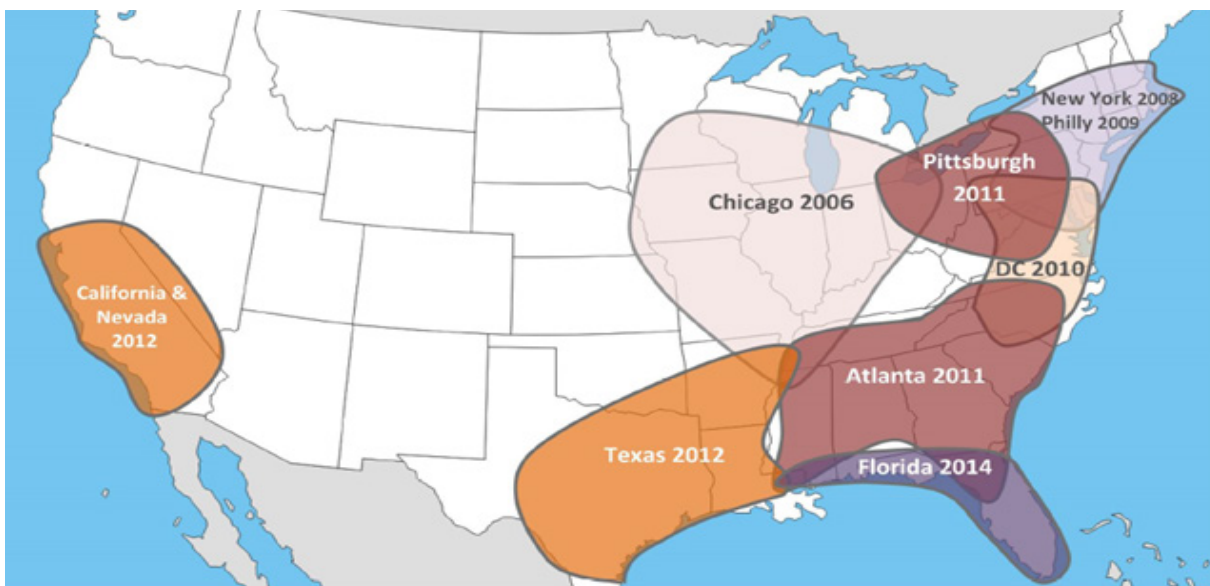 New York 2008
Philly 2009
Pittsburgh
2011
Chicago 2006
DC 2010
California &
Nevada
2012
Atlanta 2011
Texas 2012
Florida 2014